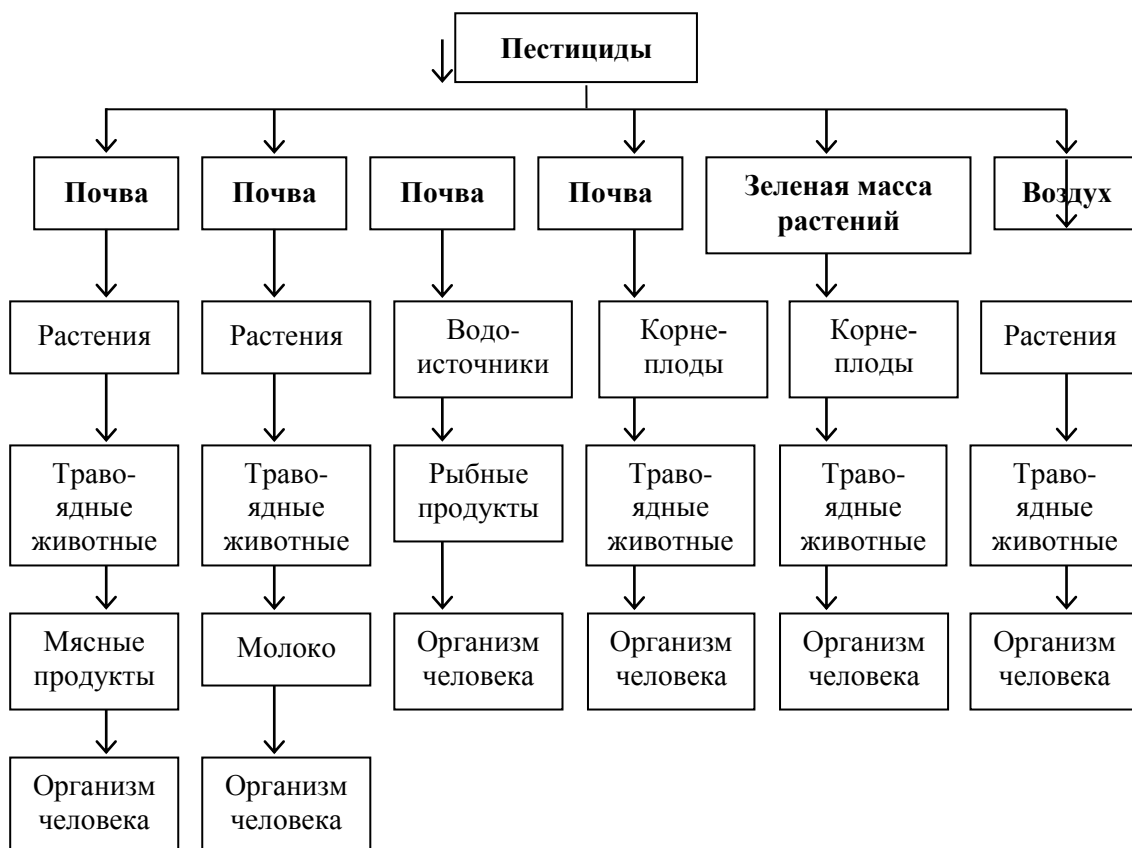 Пестициды
Почва
Почва
Почва
Почва
Зеленая масса
растений
Воздух
Растения
Растения
Водо-
источники
Корне-
плоды
Корне-
плоды
Растения
Траво-
ядные
животные
Траво-
ядные
животные
Рыбные
продукты
Траво-
ядные
животные
Траво-
ядные
животные
Траво-
ядные
животные
Мясные
продукты
Молоко
Организм
человека
Организм
человека
Организм
человека
Организм
человека
Организм
человека
Организм
человека